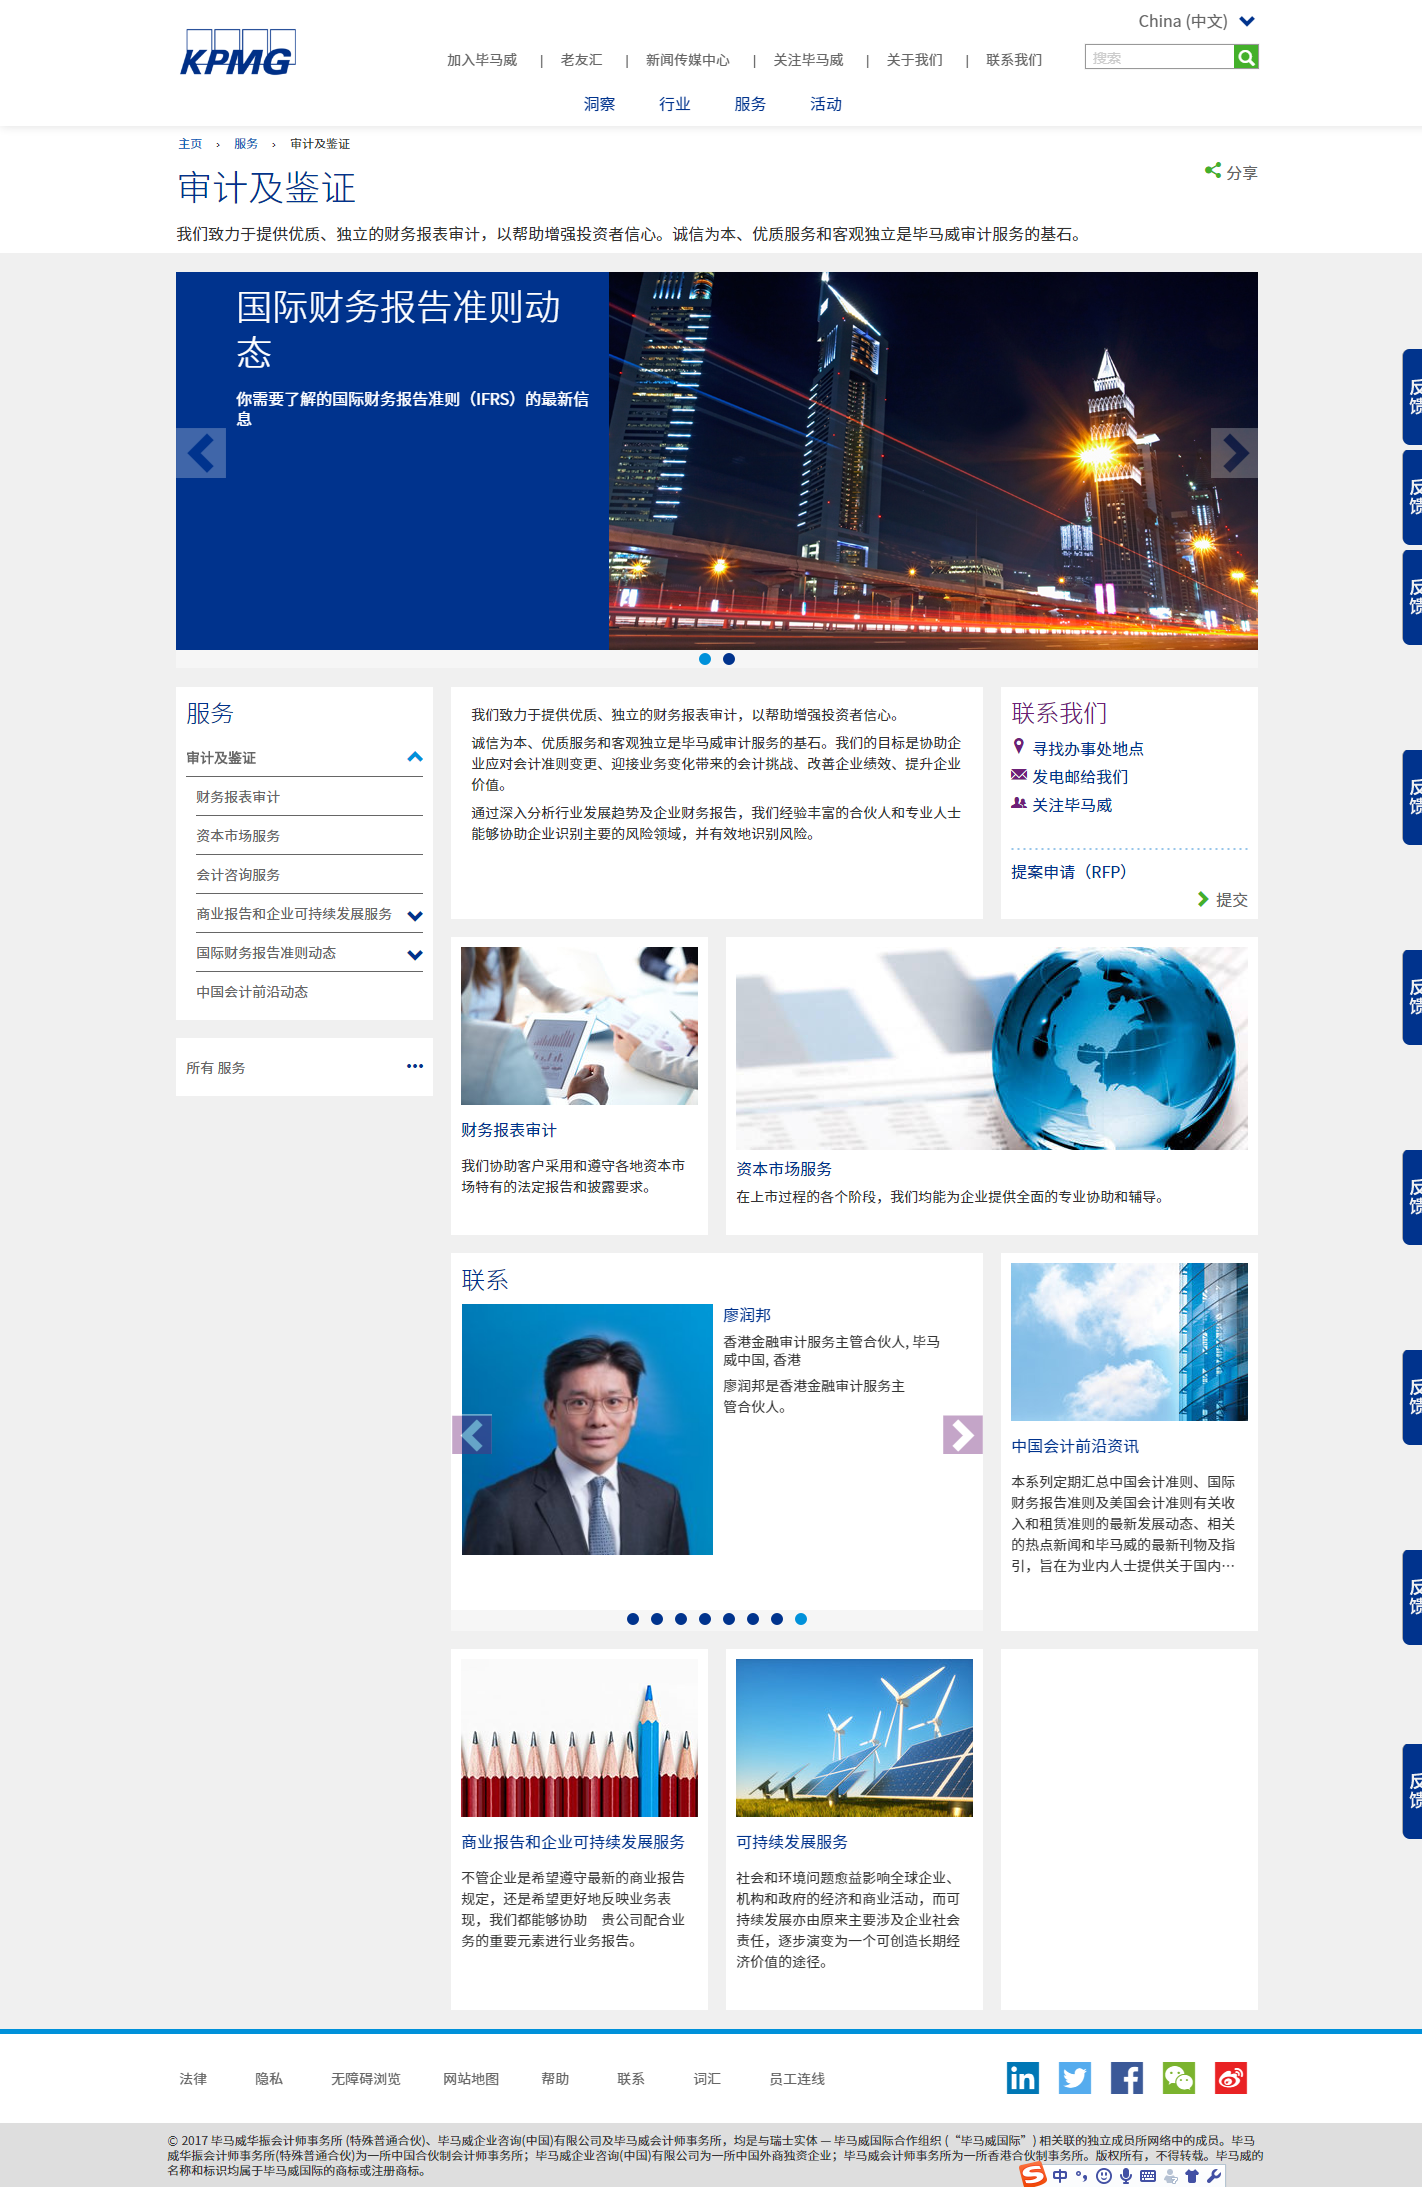 China (中文)
KPMG
加入毕马威 | 老友汇 | 新闻传媒中心 | 关注毕马威 | 关于我们 | 联系我们
搜索
洞察 行业 服务 活动
主页 › 服务 › 审计及鉴证
审计及鉴证
分享
我们致力于提供优质、独立的财务报表审计，以帮助增强投资者信心。诚信为本、优质服务和客观独立是毕马威审计服务的基石。
国际财务报告准则动
态
你需要了解的国际财务报告准则（IFRS）的最新信
息
反馈
反馈
反馈
服务
审计及鉴证
财务报表审计
资本市场服务
会计咨询服务
商业报告和企业可持续发展服务
国际财务报告准则动态
中国会计前沿动态
所有 服务
我们致力于提供优质、独立的财务报表审计，以帮助增强投资者信心。
诚信为本、优质服务和客观独立是毕马威审计服务的基石。我们的目标是协助企
业应对会计准则变更、迎接业务变化带来的会计挑战、改善企业绩效、提升企业
价值。
通过深入分析行业发展趋势及企业财务报告，我们经验丰富的合伙人和专业人士
能够协助企业识别主要的风险领域，并有效地识别风险。
联系我们
寻找办事处地点
发电邮给我们
关注毕马威
提案申请（RFP）
提交
反馈
财务报表审计
我们协助客户采用和遵守各地资本市
场特有的法定报告和披露要求。
资本市场服务
在上市过程的各个阶段，我们均能为企业提供全面的专业协助和辅导。
反馈
反馈
联系
廖润邦
香港金融审计服务主管合伙人, 毕马
威中国, 香港
廖润邦是香港金融审计服务主
管合伙人。
中国会计前沿资讯
本系列定期汇总中国会计准则、国际
财务报告准则及美国会计准则有关收
入和租赁准则的最新发展动态、相关
的热点新闻和毕马威的最新刊物及指
引，旨在为业内人士提供关于国内…
反馈
反馈
商业报告和企业可持续发展服务
不管企业是希望遵守最新的商业报告
规定，还是希望更好地反映业务表
现，我们都能够协助　贵公司配合业
务的重要元素进行业务报告。
可持续发展服务
社会和环境问题愈益影响全球企业、
机构和政府的经济和商业活动，而可
持续发展亦由原来主要涉及企业社会
责任，逐步演变为一个可创造长期经
济价值的途径。
反馈
法律 隐私 无障碍浏览 网站地图 帮助 联系 词汇 员工连线
© 2017 毕马威华振会计师事务所 (特殊普通合伙)、毕马威企业咨询(中国)有限公司及毕马威会计师事务所，均是与瑞士实体 — 毕马威国际合作组织 (“毕马威国际”) 相关联的独立成员所网络中的成员。毕马
威华振会计师事务所(特殊普通合伙)为一所中国合伙制会计师事务所；毕马威企业咨询(中国)有限公司为一所中国外商独资企业；毕马威会计师事务所为一所香港合伙制事务所。版权所有，不得转载。毕马威的
名称和标识均属于毕马威国际的商标或注册商标。
中